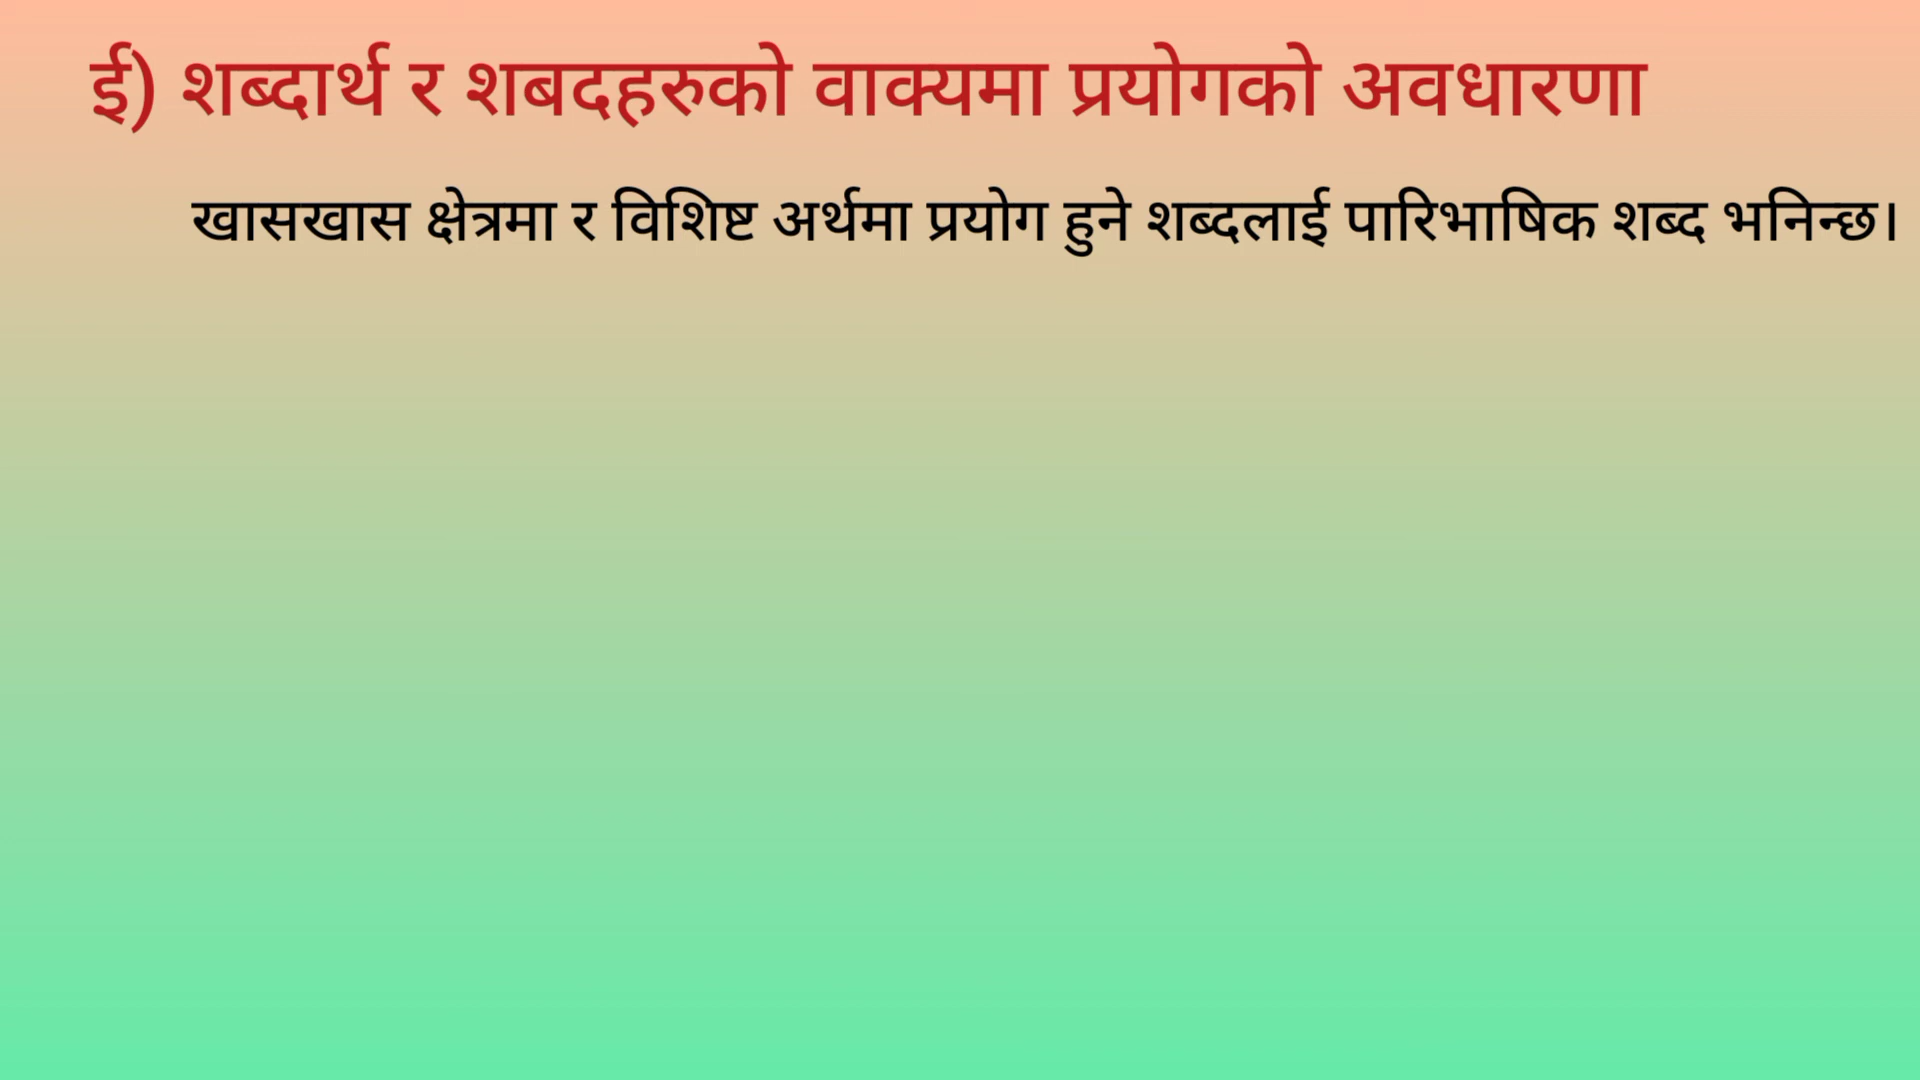 ई) शब्दार्थ र शबदहरुको वाक्यमा प्रयोगको अवधारणा
खासखास क्षेत्रमा र विशिष्ट अर्थमा प्रयोग हुने शब्दलाई पारिभाषिक शब्द भनिन्छ।